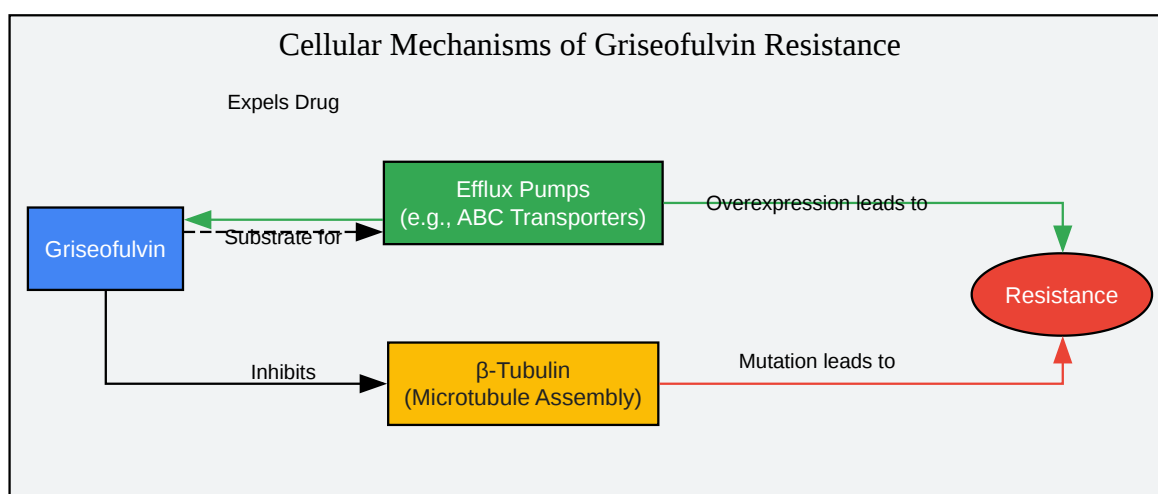 Cellular Mechanisms of Griseofulvin Resistance
Expels Drug
Efflux Pumps
(e.g., ABC Transporters)
Overexpression leads to
Griseofulvin
Substrate for
Resistance
Inhibits
β-Tubulin
(Microtubule Assembly)
Mutation leads to